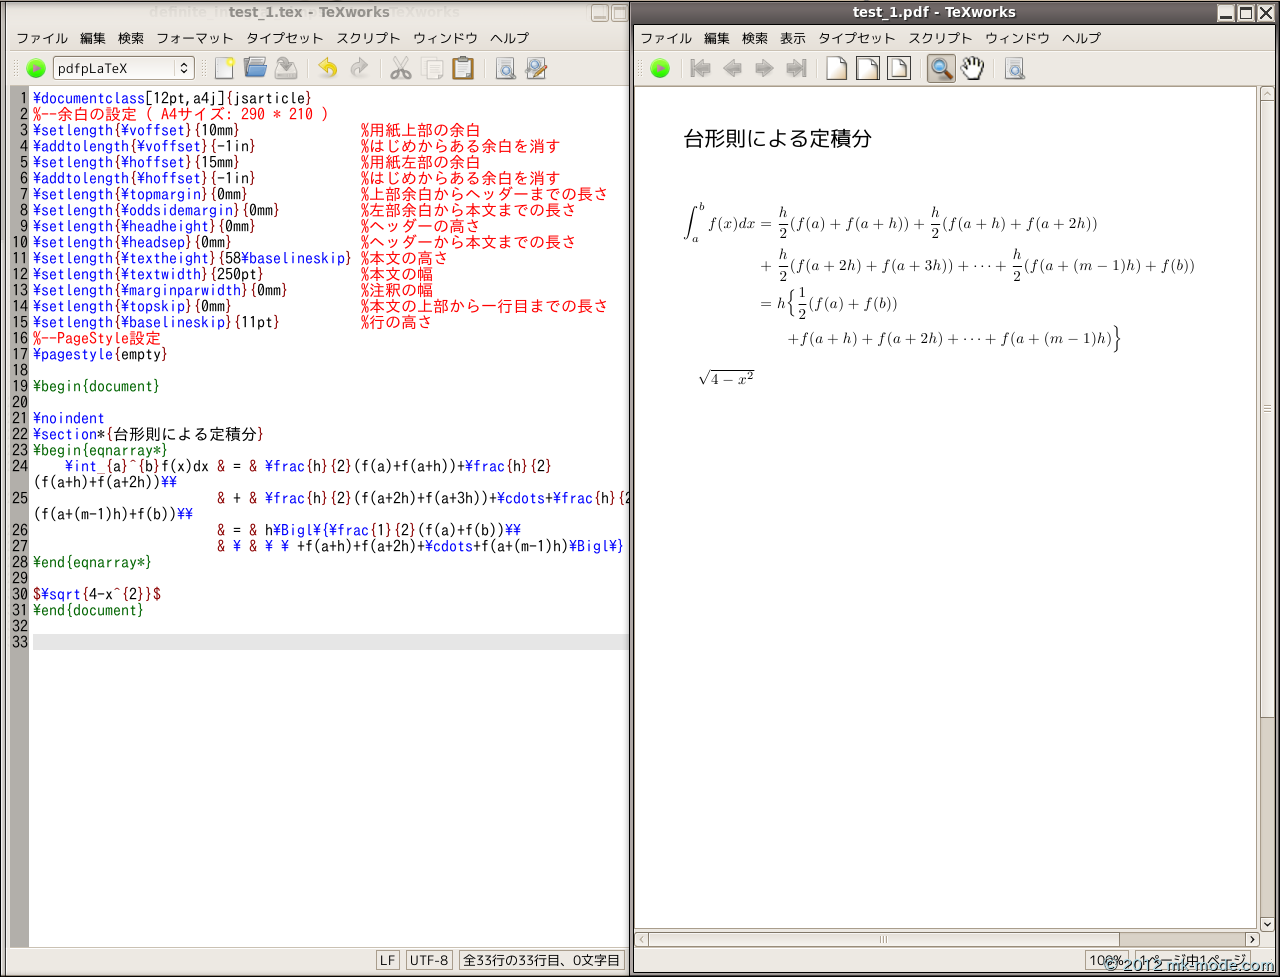 test_1.tex - TeXworks
ファイル 編集 検索 フォーマット タイプセット スクリプト ウィンドウ ヘルプ
pdfpLaTeX
1 ¥documentclass[12pt,a4j]{jsarticle}
2 %--余白の設定 ( A4サイズ: 290 * 210 )
3 ¥setlength{¥voffset}{10mm} %用紙上部の余白
4 ¥addtolength{¥voffset}{-1in} %はじめからある余白を消す
5 ¥setlength{¥hoffset}{15mm} %用紙左部の余白
6 ¥addtolength{¥hoffset}{-1in} %はじめからある余白を消す
7 ¥setlength{¥topmargin}{0mm} %上部余白からヘッダーまでの長さ
8 ¥setlength{¥oddsidemargin}{0mm} %左部余白から本文までの長さ
9 ¥setlength{¥headheight}{0mm} %ヘッダーの高さ
10 ¥setlength{¥headsep}{0mm} %ヘッダーから本文までの長さ
11 ¥setlength{¥textheight}{58¥baselineskip} %本文の高さ
12 ¥setlength{¥textwidth}{250pt} %本文の幅
13 ¥setlength{¥marginparwidth}{0mm} %注釈の幅
14 ¥setlength{¥topskip}{0mm} %本文の上部から一行目までの長さ
15 ¥setlength{¥baselineskip}{11pt} %行の高さ
16 %--PageStyle設定
17 ¥pagestyle{empty}
18
19 ¥begin{document}
20
21 ¥noindent
22 ¥section*{台形則による定積分}
23 ¥begin{eqnarray*}
24 ¥int_{a}^{b}f(x)dx & = & ¥frac{h}{2}(f(a)+f(a+h))+¥frac{h}{2}
(f(a+h)+f(a+2h))¥¥
25 & + & ¥frac{h}{2}(f(a+2h)+f(a+3h))+¥cdots+¥frac{h}{2
(f(a+(m-1)h)+f(b))¥¥
26 & = & h¥Bigl¥{¥frac{1}{2}(f(a)+f(b))¥¥
27 & ¥ & ¥ ¥ ¥ +f(a+h)+f(a+2h)+¥cdots+f(a+(m-1)h)¥Bigl¥}
28 ¥end{eqnarray*}
29
30 $¥sqrt{4-x^{2}}$
31 ¥end{document}
32
33
LF UTF-8 全33行の33行目、0文字目
test_1.pdf - TeXworks
ファイル 編集 検索 表示 タイプセット スクリプト ウィンドウ ヘルプ
台形則による定積分
∫_a^b f(x)dx = h/2(f(a) + f(a + h)) + h/2(f(a + h) + f(a + 2h))
+ h/2(f(a + 2h) + f(a + 3h)) + ··· + h/2(f(a + (m − 1)h) + f(b))
= h{1/2(f(a) + f(b))
+f(a + h) + f(a + 2h) + ··· + f(a + (m − 1)h)}
√4 − x²
100% 1ページ中1ページ
© 2012 mk-mode.com